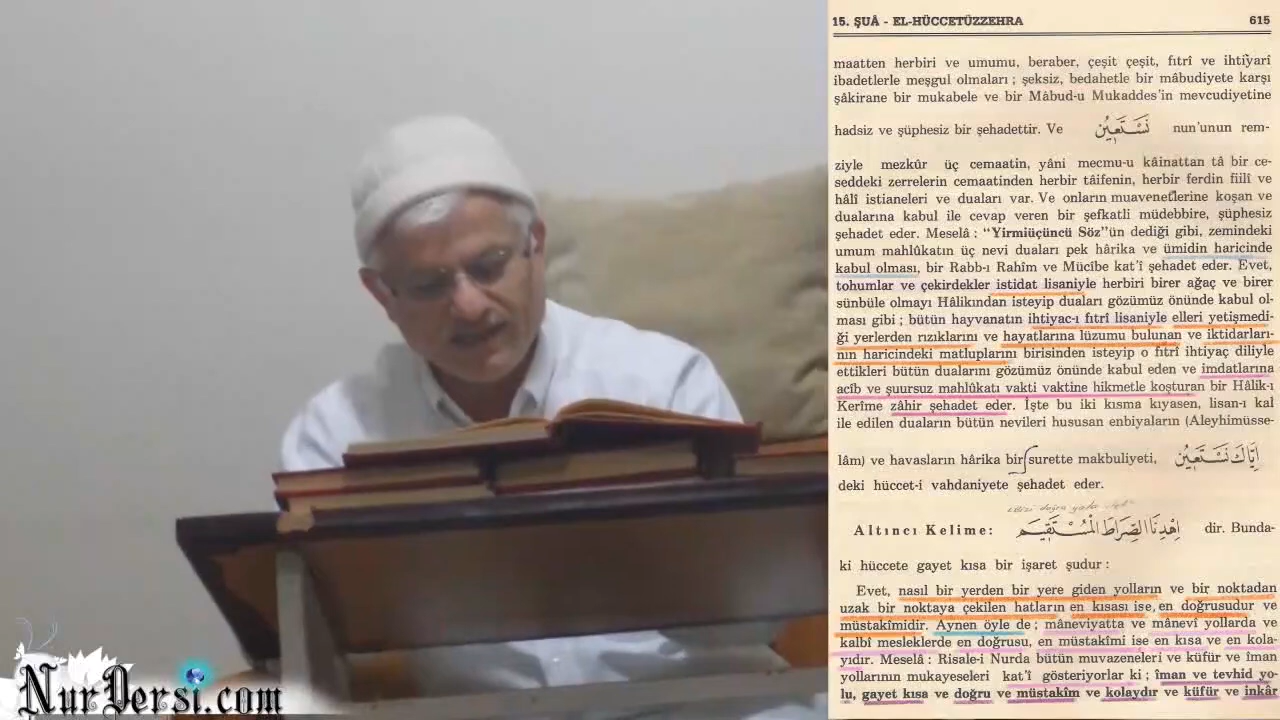 15. ŞUÂ - EL-HÜCCETÜZZEHRA 615
maatten herbiri ve umumu, beraber, çeşit çeşit, fıtrî ve ihtiyarî
ibadetlerle meşgul olmaları ; şeksiz, bedahetle bir mâbudiyete karşı
şâkirane bir mukabele ve bir Mâbud-u Mukaddes'in mevcudiyetine
hadsiz ve şüphesiz bir şehadettir. Ve نَسْتَعِينُ nun'unun rem-
ziyle mezkûr üç cemaatin, yâni mecmu-u kâinattan tâ bir ce-
seddeki zerrelerin cemaatinden herbir tâifenin, herbir ferdin fiilî ve
hâlî istianeleri ve duaları var. Ve onların muavenetlerine koşan ve
dualarına kabul ile cevap veren bir şefkatli müdebbire, şüphesiz
şehadet eder. Meselâ : "Yirmiüçüncü Söz"ün dediği gibi, zemindeki
umum mahlûkatın üç nevi duaları pek hârika ve ümidin haricinde
kabul olması, bir Rabb-ı Rahîm ve Mücîbe kat'î şehadet eder. Evet,
tohumlar ve çekirdekler istidat lisaniyle herbiri birer ağaç ve birer
sünbüle olmayı Hâlikından isteyip duaları gözümüz önünde kabul ol-
ması gibi ; bütün hayvanatın ihtiyac-ı fıtrî lisaniyle elleri yetişmedi-
ği yerlerden rızıklarını ve hayatlarına lüzumu bulunan ve iktidarları-
nın haricindeki matluplarını birisinden isteyip o fıtrî ihtiyaç diliyle
ettikleri bütün dualarını gözümüz önünde kabul eden ve imdatlarına
acîb ve şuursuz mahlûkatı vakti vaktine hikmetle koşturan bir Hâlik-ı
Kerîme zâhir şehadet eder. İşte bu iki kısma kıyasen, lisan-ı kal
ile edilen duaların bütün nevileri hususan enbiyaların (Aleyhimüsse-
lâm) ve havasların hârika bir surette makbuliyeti, اِيَّاكَ نَسْتَعِينُ
deki hüccet-i vahdaniyete şehadet eder.
Altıncı Kelime: اِهْدِنَا الصِّرَاطَ الْمُسْتَقِيمَ dir. Bunda-
ki hüccete gayet kısa bir işaret şudur :
Evet, nasıl bir yerden bir yere giden yolların ve bir noktadan
uzak bir noktaya çekilen hatların en kısası ise, en doğrusudur ve
müstakîmidir. Aynen öyle de ; mâneviyatta ve mânevî yollarda ve
kalbî mesleklerde en doğrusu, en müstakîmi ise en kısa ve en kola-
yıdır. Meselâ : Risale-i Nurda bütün muvazeneleri ve küfür ve îman
yollarının mukayeseleri kat'î gösteriyorlar ki ; îman ve tevhid yo-
lu, gayet kısa ve doğru ve müstakîm ve kolaydır ve küfür ve inkâr
NurDersi.com